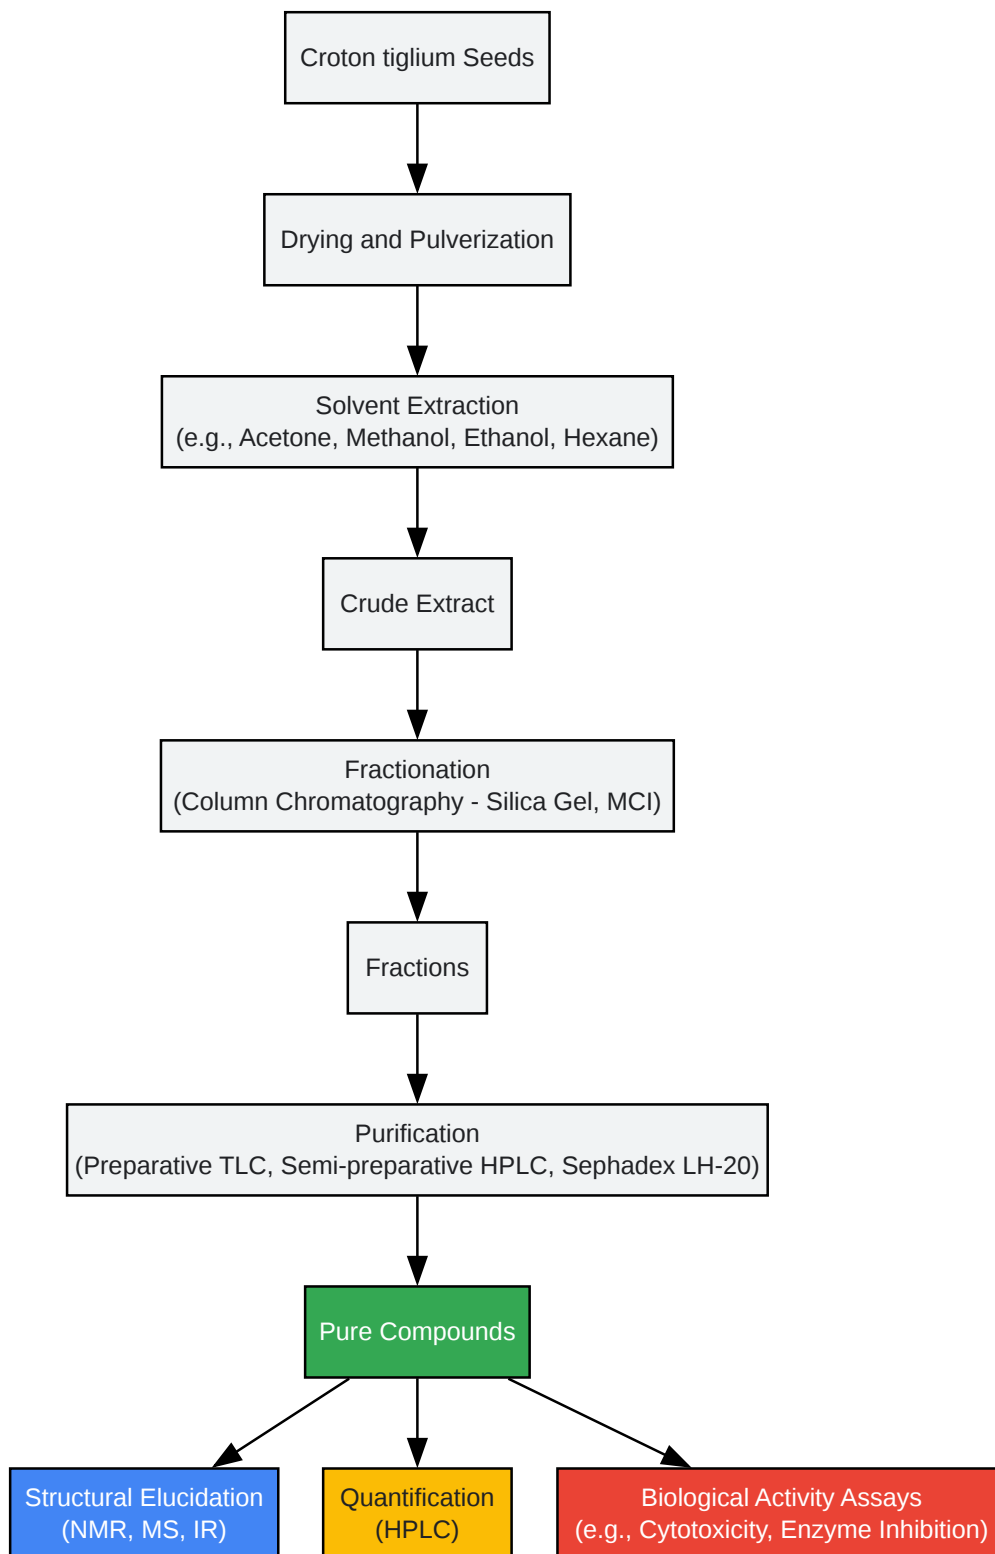 Croton tiglium Seeds
Drying and Pulverization
Solvent Extraction
(e.g., Acetone, Methanol, Ethanol, Hexane)
Crude Extract
Fractionation
(Column Chromatography - Silica Gel, MCI)
Fractions
Purification
(Preparative TLC, Semi-preparative HPLC, Sephadex LH-20)
Pure Compounds
Structural Elucidation
(NMR, MS, IR)
Quantification
(HPLC)
Biological Activity Assays
(e.g., Cytotoxicity, Enzyme Inhibition)